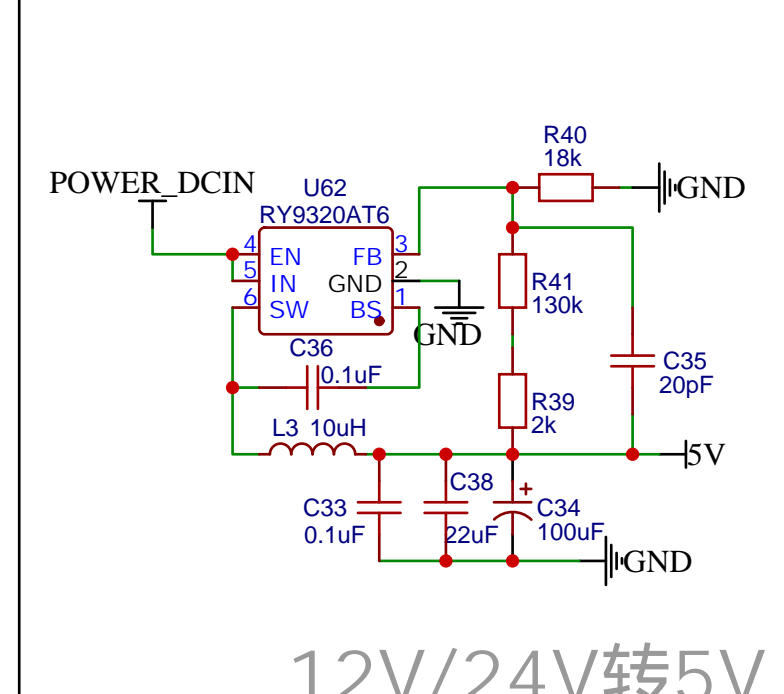 R40
18k
GND
POWER_DCIN
U62
RY9320AT6
4 EN FB 3
5 IN GND 2
6 SW BS 1
GND
R41
130k
C36
0.1uF
C35
20pF
R39
2k
L3 10uH
5V
C33
0.1uF
C38
22uF
+
C34
100uF
GND
12V/24V转5V